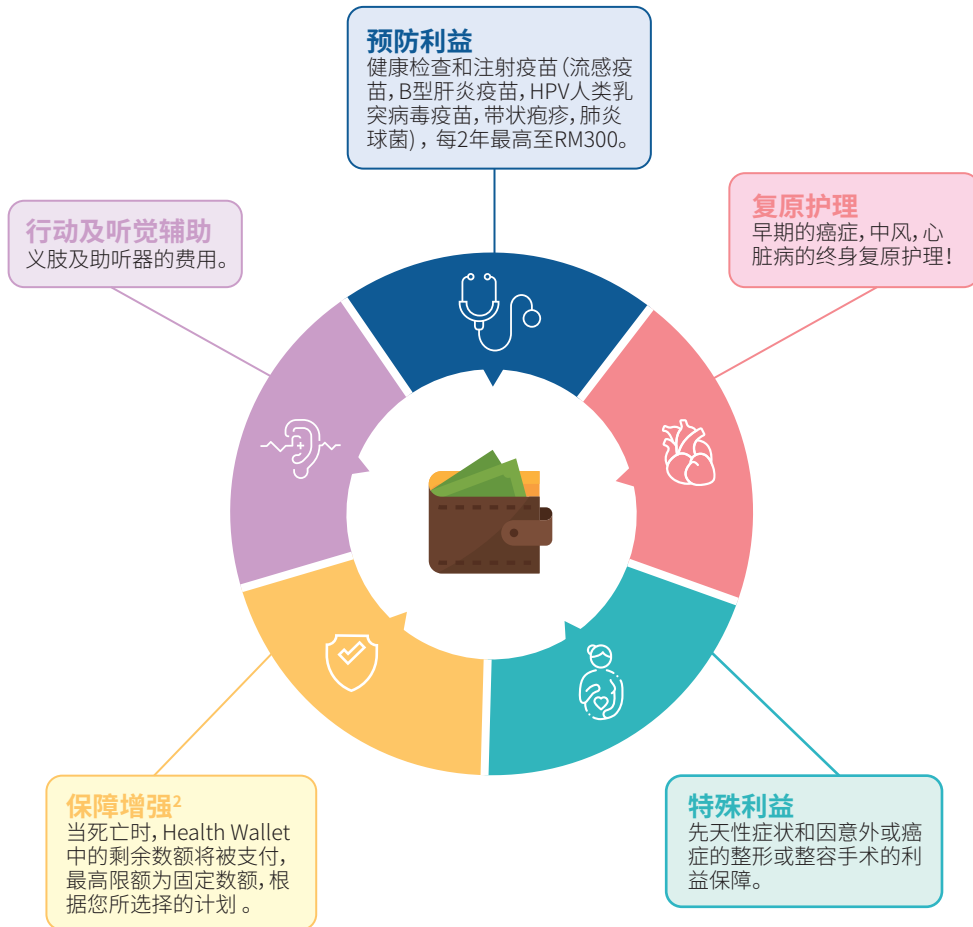 预防利益
健康检查和注射疫苗（流感疫
苗，B型肝炎疫苗，HPV人类乳
突病毒疫苗，带状疱疹，肺炎
球菌），每2年最高至RM300。
行动及听觉辅助
义肢及助听器的费用。
复原护理
早期的癌症，中风，心
脏病的终身复原护理！
保障增强²
当死亡时，Health Wallet
中的剩余数额将被支付，
最高限额为固定数额，根
据您所选择的计划 。
特殊利益
先天性症状和因意外或癌
症的整形或整容手术的利
益保障。